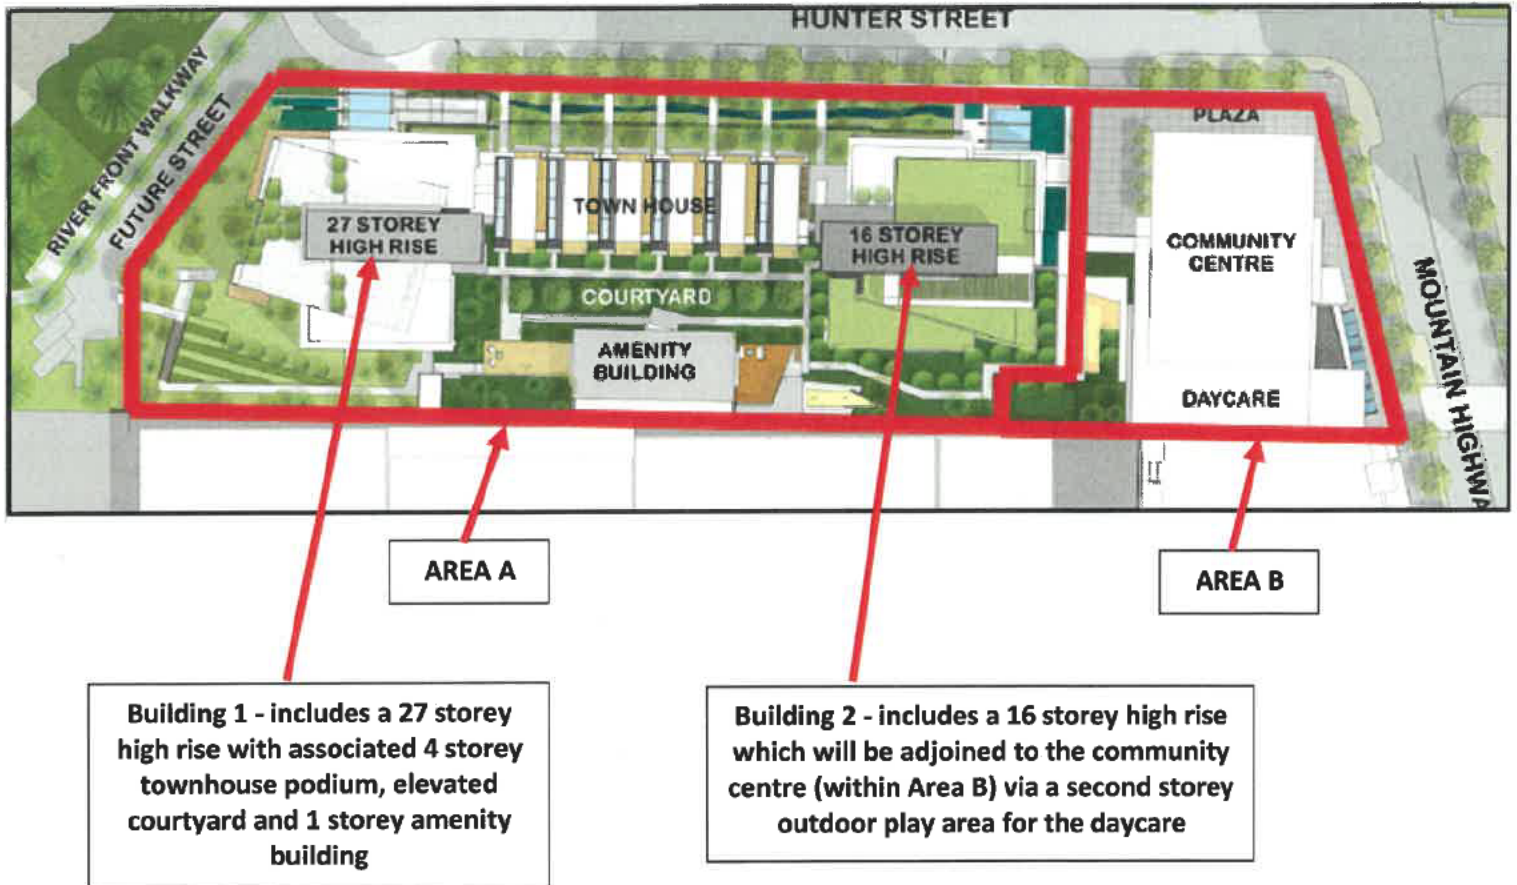 HUNTER STREET
RIVER FRONT WALKWAY
FUTURE STREET
PLAZA
TOWN HOUSE
27 STOREY
HIGH RISE
16 STOREY
HIGH RISE
COMMUNITY
CENTRE
COURTYARD
AMENITY
BUILDING
DAYCARE
MOUNTAIN HIGHWA
AREA A
AREA B
Building 1 - includes a 27 storey
high rise with associated 4 storey
townhouse podium, elevated
courtyard and 1 storey amenity
building
Building 2 - includes a 16 storey high rise
which will be adjoined to the community
centre (within Area B) via a second storey
outdoor play area for the daycare